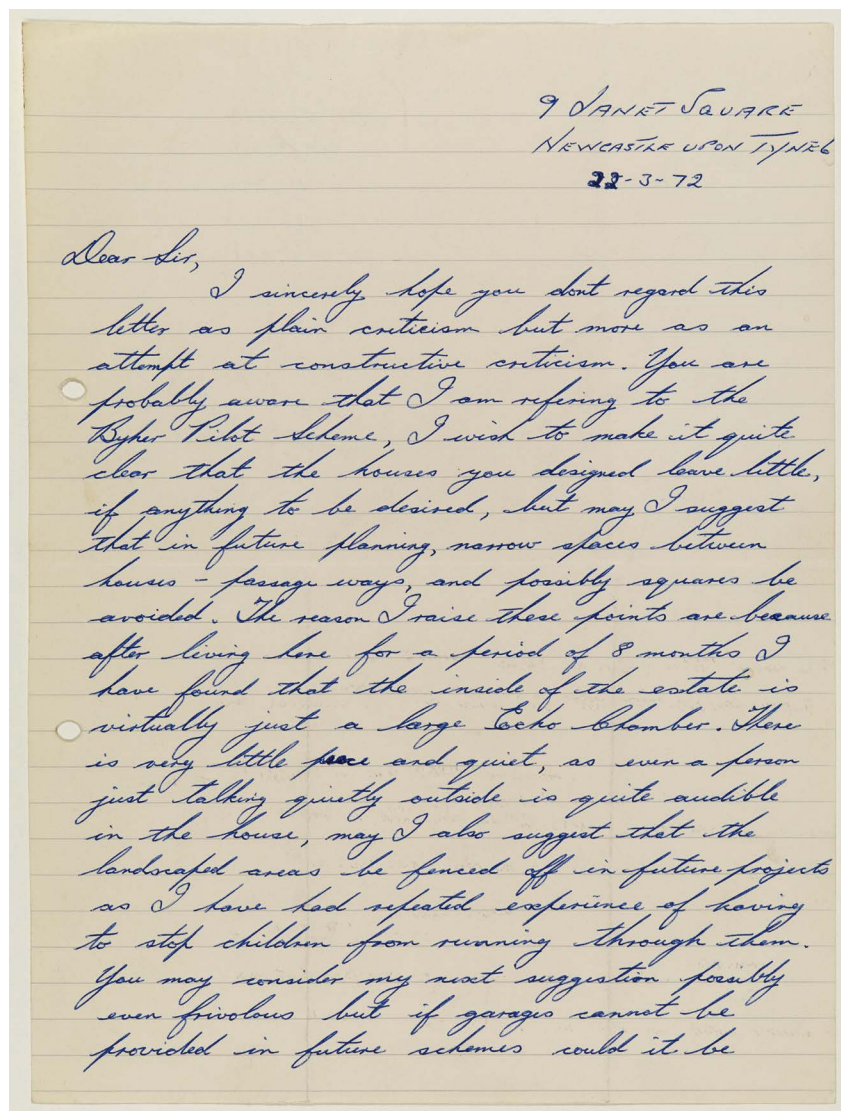 9 JANET SQUARE
NEWCASTLE UPON TYNE 6
22-3-72
Dear Sir,
I sincerely hope you dont regard this
letter as plain criticism but more as an
attempt at constructive criticism. You are
probably aware that I am refering to the
Byker Pilot Scheme, I wish to make it quite
clear that the houses you designed leave little,
if anything to be desired, but may I suggest
that in future planning, narrow spaces between
houses - passage ways, and possibly squares be
avoided. The reason I raise these points are because
after living here for a period of 8 months I
have found that the inside of the estate is
virtually just a large Echo Chamber. There
is very little peace and quiet, as even a person
just talking quietly outside is quite audible
in the house, may I also suggest that the
landscaped areas be fenced off in future projects
as I have had repeated experience of having
to stop children from running through them.
You may consider my next suggestion possibly
even frivolous but if garages cannot be
provided in future schemes could it be